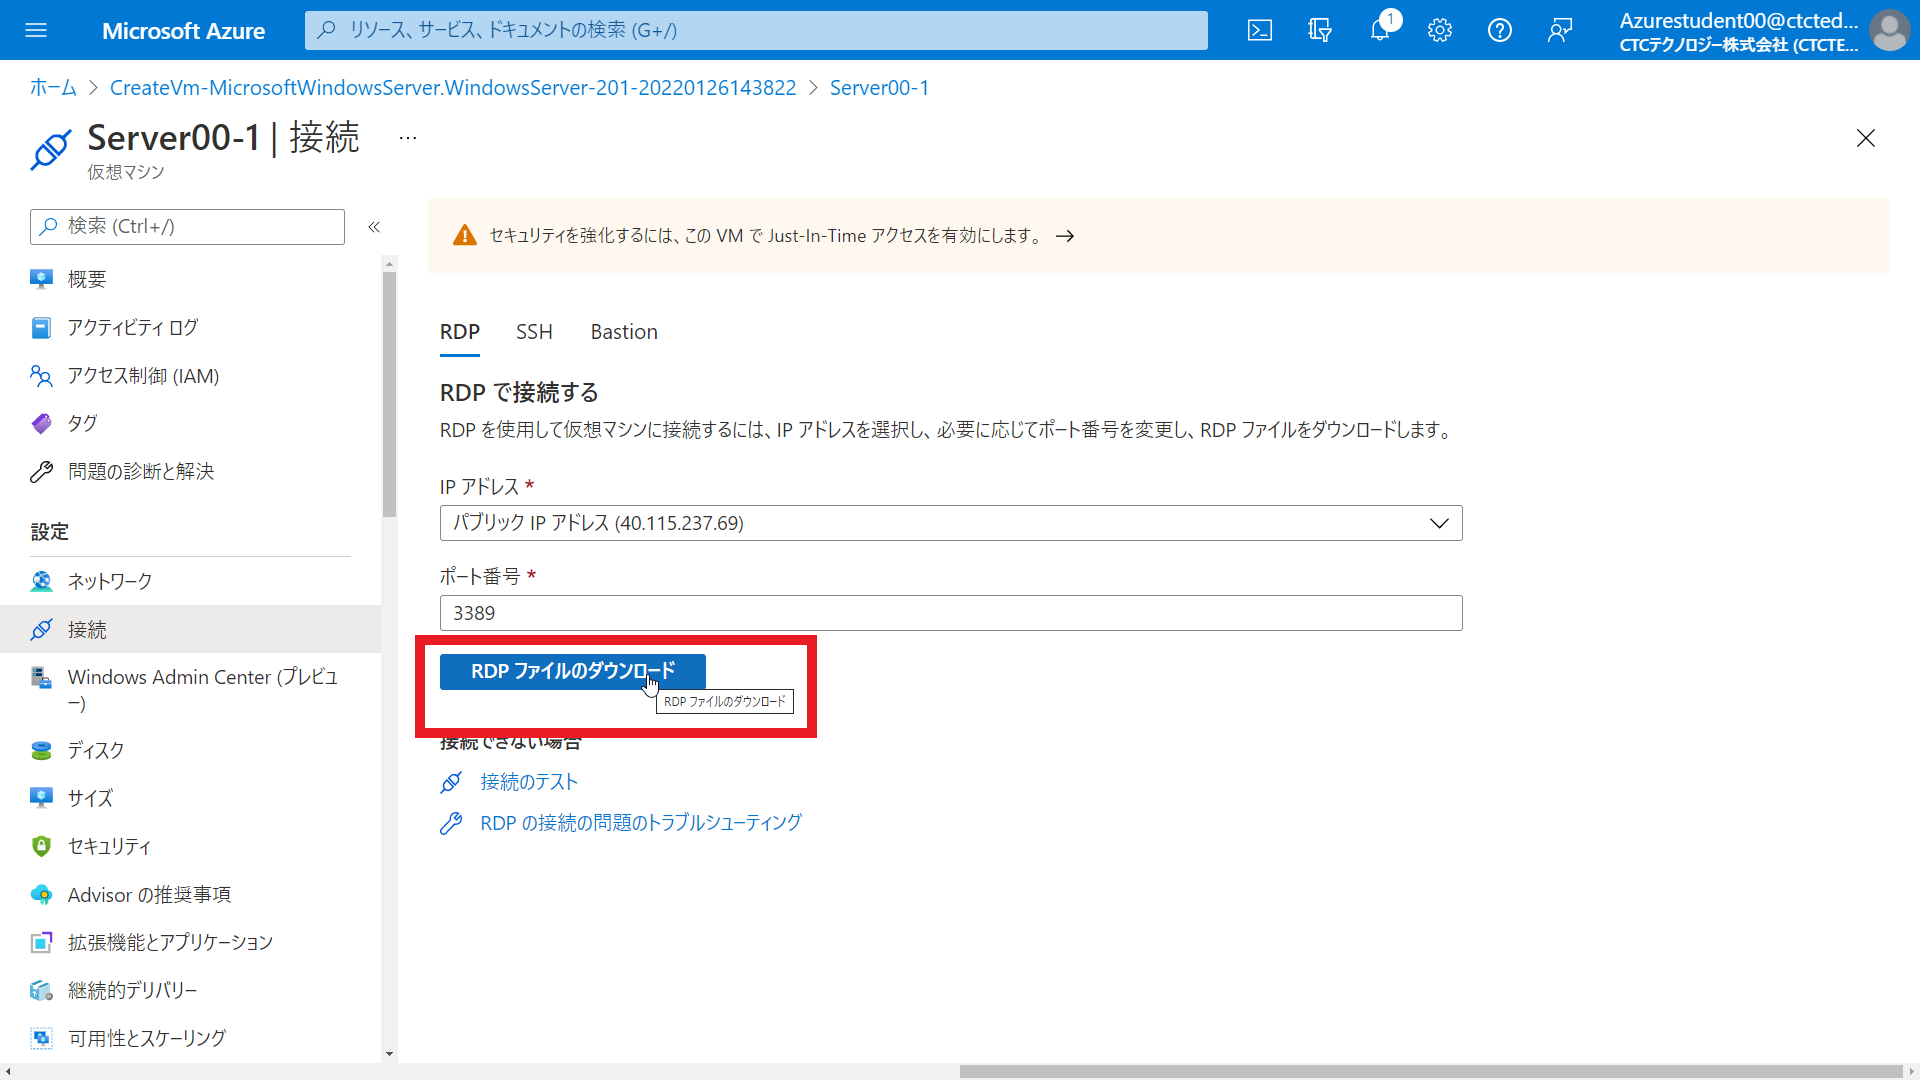 Microsoft Azure
リソース、サービス、ドキュメントの検索 (G+/)
1
Azurestudent00@ctcted...
CTCテクノロジー株式会社 (CTCTE...
ホーム > CreateVm-MicrosoftWindowsServer.WindowsServer-201-20220126143822 > Server00-1
Server00-1 | 接続 ...
仮想マシン
検索 (Ctrl+/)
«
概要
アクティビティ ログ
アクセス制御 (IAM)
タグ
問題の診断と解決
設定
ネットワーク
接続
Windows Admin Center (プレビュ
ー)
ディスク
サイズ
セキュリティ
Advisor の推奨事項
拡張機能とアプリケーション
継続的デリバリー
可用性とスケーリング
セキュリティを強化するには、この VM で Just-In-Time アクセスを有効にします。 →
RDP SSH Bastion
RDP で接続する
RDP を使用して仮想マシンに接続するには、IP アドレスを選択し、必要に応じてポート番号を変更し、RDP ファイルをダウンロードします。
IP アドレス *
パブリック IP アドレス (40.115.237.69)
ポート番号 *
3389
RDP ファイルのダウンロード
RDP ファイルのダウンロード
接続できない場合
接続のテスト
RDP の接続の問題のトラブルシューティング